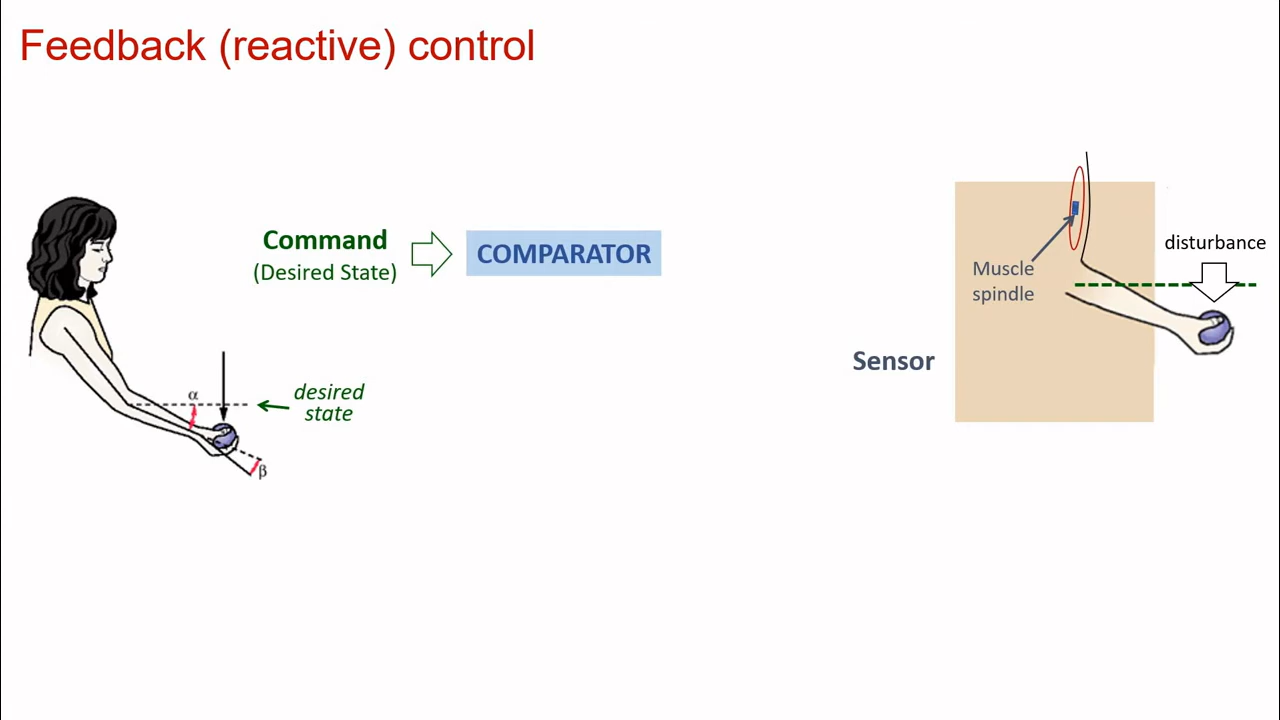 Feedback (reactive) control
Command
(Desired State)
COMPARATOR
disturbance
Muscle
spindle
Sensor
α
desired
state
β